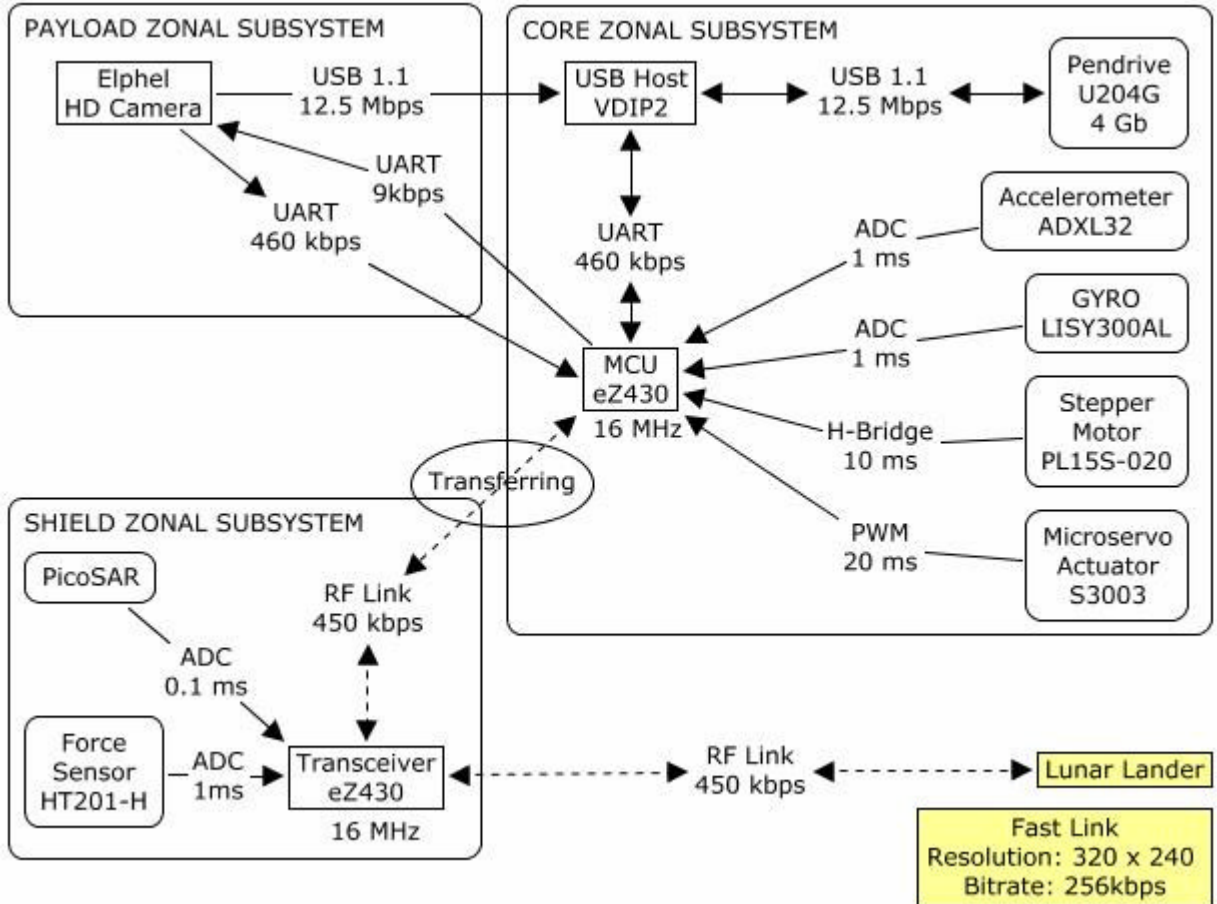 PAYLOAD ZONAL SUBSYSTEM
Elphel
HD Camera
USB 1.1
12.5 Mbps
UART
9kbps
UART
460 kbps
CORE ZONAL SUBSYSTEM
USB Host
VDIP2
USB 1.1
12.5 Mbps
Pendrive
U204G
4 Gb
UART
460 kbps
Accelerometer
ADXL32
ADC
1 ms
GYRO
LISY300AL
ADC
1 ms
MCU
eZ430
16 MHz
Stepper
Motor
PL15S-020
H-Bridge
10 ms
Microservo
Actuator
S3003
PWM
20 ms
Transferring
SHIELD ZONAL SUBSYSTEM
PicoSAR
RF Link
450 kbps
ADC
0.1 ms
Force
Sensor
HT201-H
ADC
1ms
Transceiver
eZ430
16 MHz
RF Link
450 kbps
Lunar Lander
Fast Link
Resolution: 320 x 240
Bitrate: 256kbps